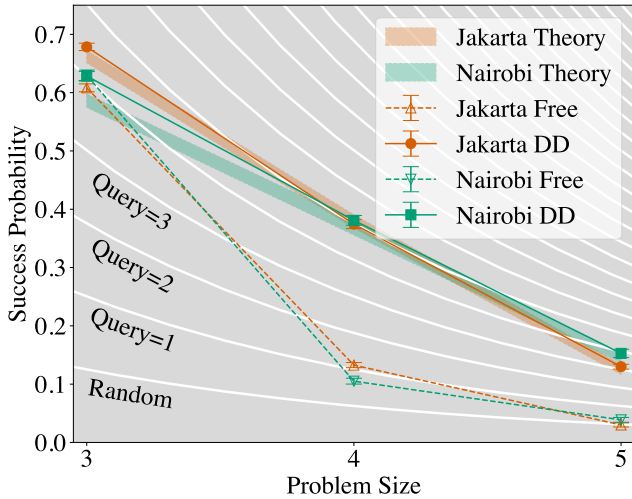 0.7
0.6
0.5
0.4
0.3
0.2
0.1
0.0
Success Probability
Jakarta Theory
Nairobi Theory
Jakarta Free
Jakarta DD
Nairobi Free
Nairobi DD
Query=3
Query=2
Query=1
Random
3
4
5
Problem Size